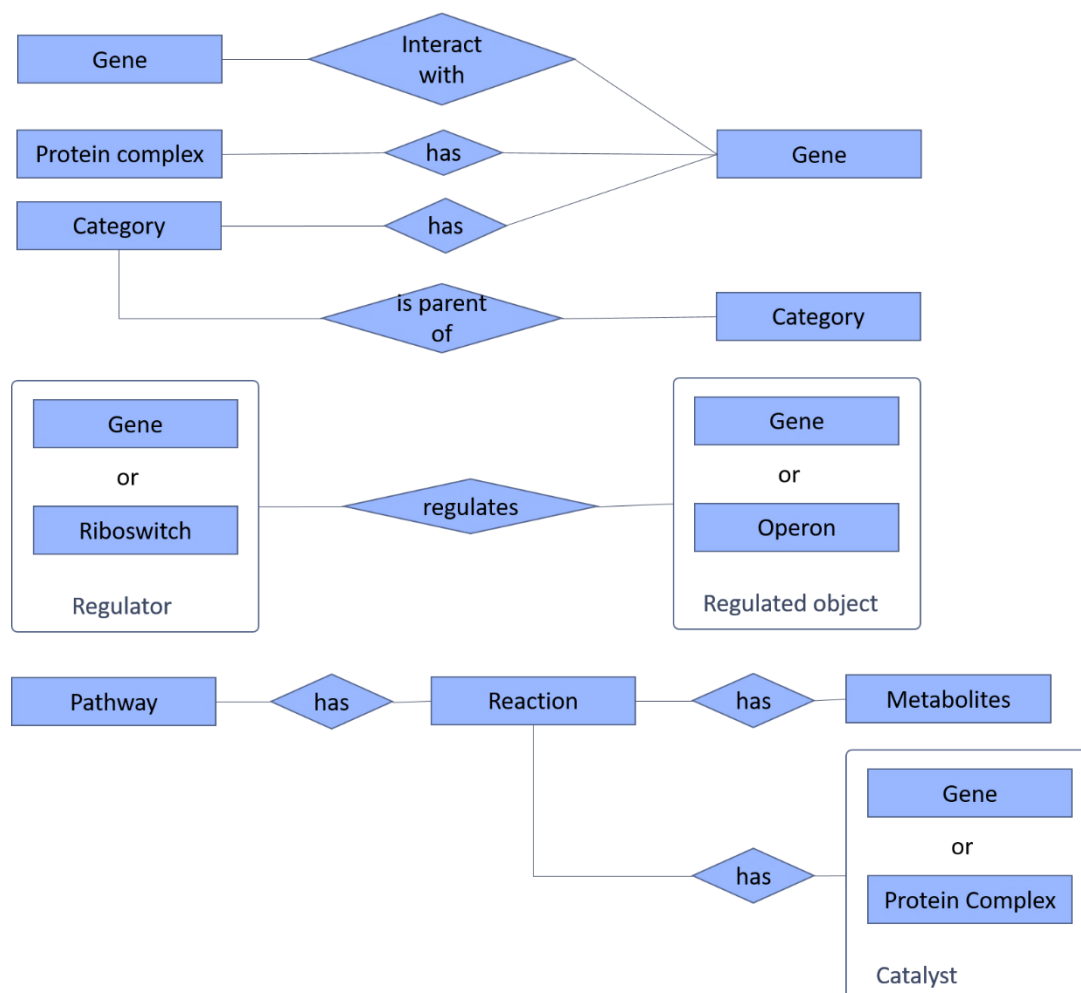 Gene
Interact
with
Protein complex
has
Gene
Category
has
is parent
of
Category
Gene
or
Riboswitch
Regulator
regulates
Gene
or
Operon
Regulated object
Pathway
has
Reaction
has
Metabolites
has
Gene
or
Protein Complex
Catalyst